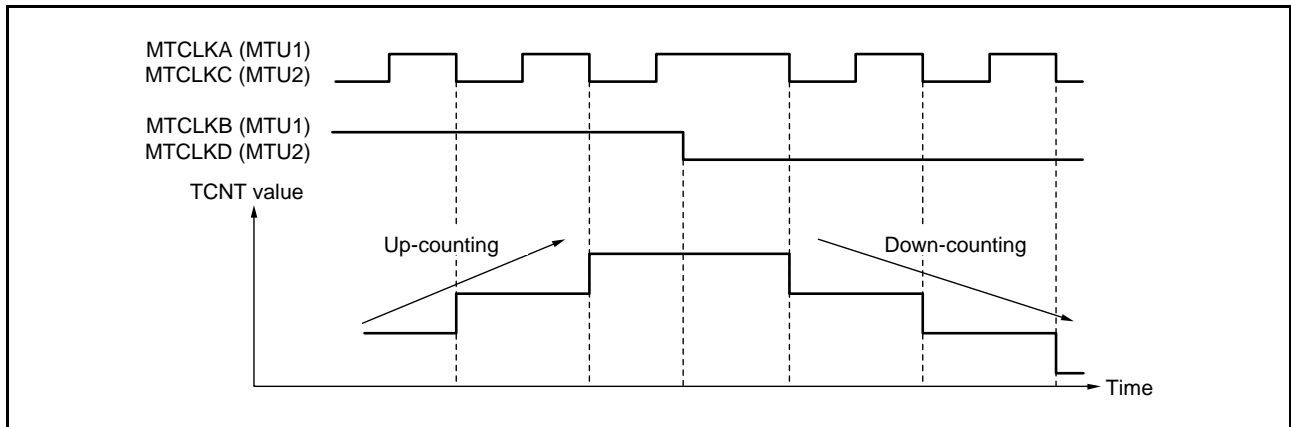 MTCLKA (MTU1)
MTCLKC (MTU2)
MTCLKB (MTU1)
MTCLKD (MTU2)
TCNT value
Up-counting
Down-counting
Time